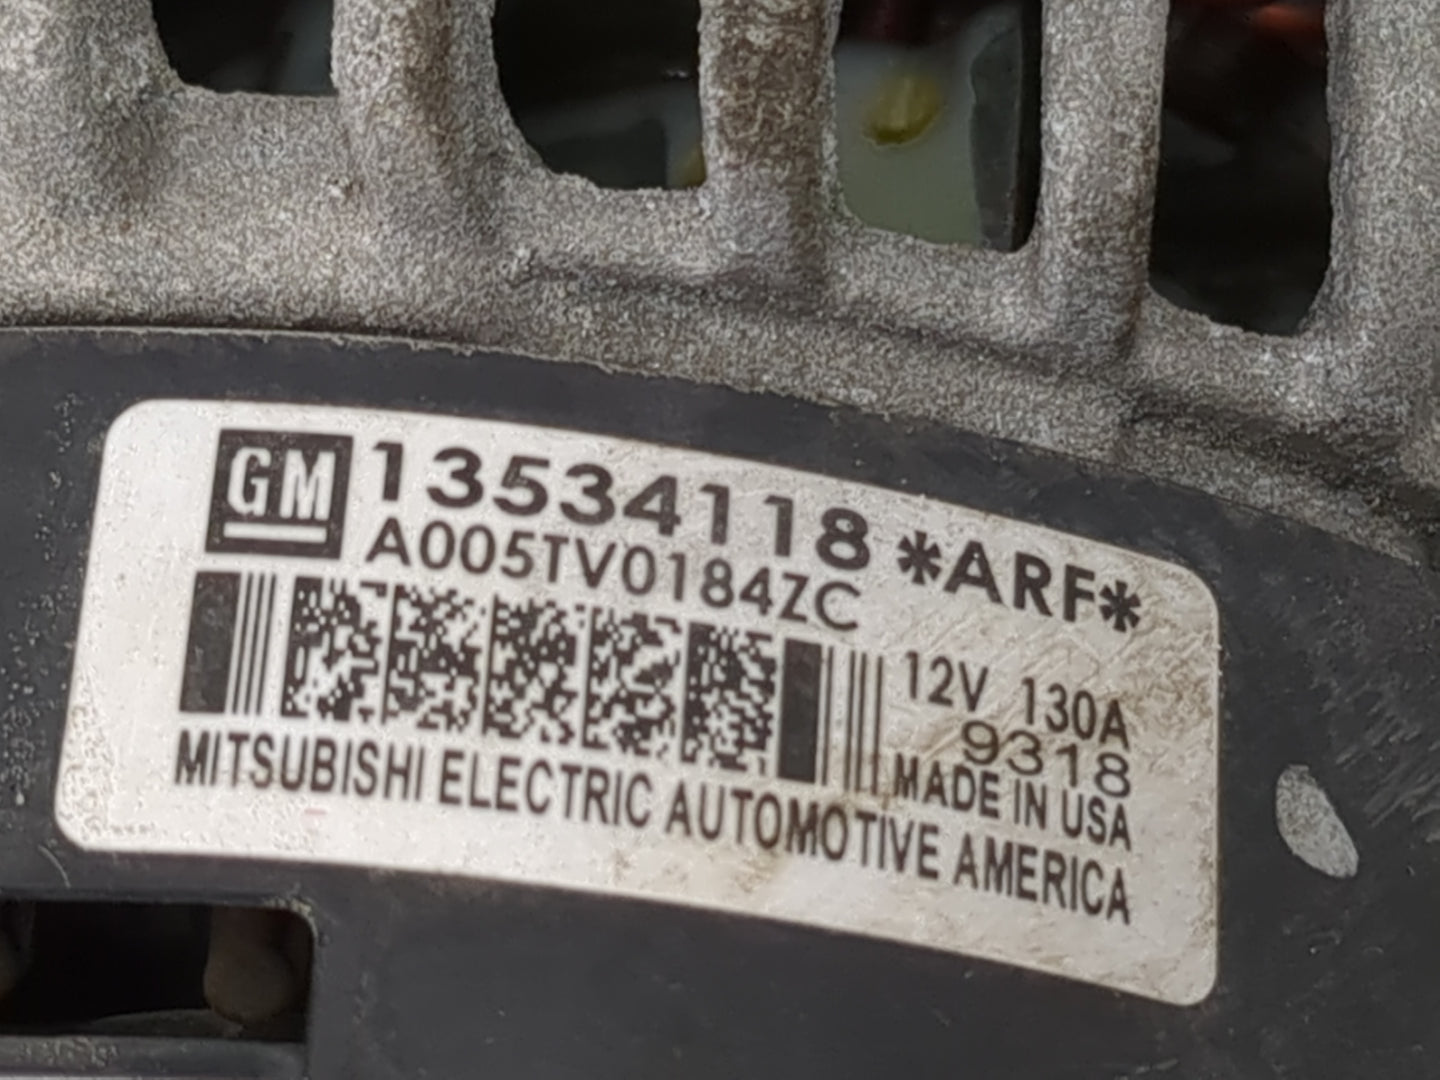 GM 13534118 *ARF*
A005TV0184ZC
12V 130A
9318
MADE IN USA
MITSUBISHI ELECTRIC AUTOMOTIVE AMERICA